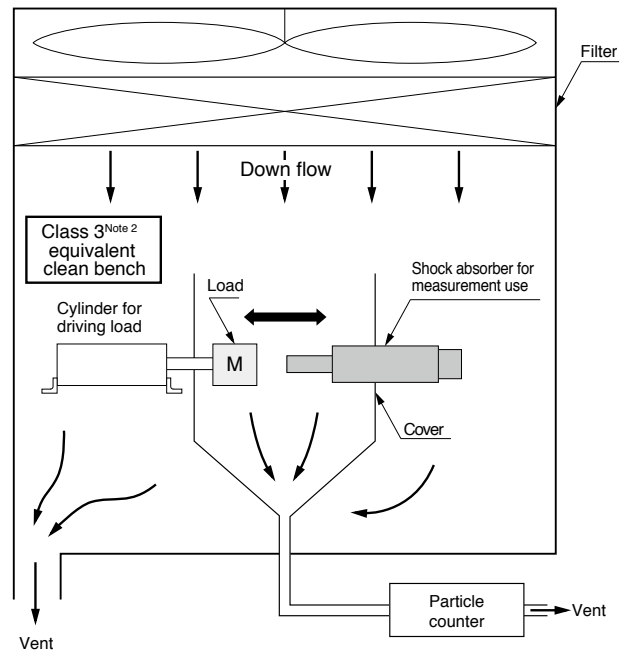 Filter
Down flow
Class 3Note 2
equivalent
clean bench
Load
Shock absorber for
measurement use
Cylinder for
driving load
M
Cover
Particle
counter
Vent
Vent